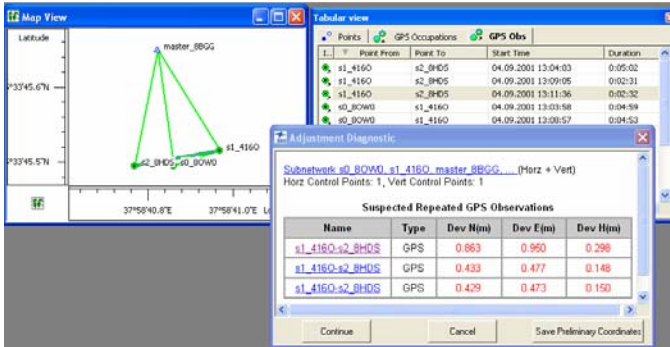 Map View
Latitude
master_8BGG
°33'45.6"N
s1_416O
s2_8HDS
s0_8OW0
°33'45.5"N
37°58'40.8"E
37°58'41.0"E
Tabular view
Points
GPS Occupations
GPS Obs
I...
Point From
Point To
Start Time
Duration
s1_416O s2_8HDS 04.09.2001 13:04:03 0:05:02
s1_416O s2_8HDS 04.09.2001 13:09:05 0:02:31
s1_416O s2_8HDS 04.09.2001 13:11:36 0:02:32
s0_8OW0 s1_416O 04.09.2001 13:03:58 0:04:59
s0_8OW0 s1_416O 04.09.2001 13:08:57 0:04:53
Adjustment Diagnostic
Subnetwork s0_8OW0, s1_416O, master_8BGG, ... (Horz + Vert)
Horz Control Points: 1, Vert Control Points: 1
Suspected Repeated GPS Observations
Name Type Dev N(m) Dev E(m) Dev H(m)
s1_416O-s2_8HDS GPS 0.863 0.950 0.298
s1_416O-s2_8HDS GPS 0.433 0.477 0.148
s1_416O-s2_8HDS GPS 0.429 0.473 0.150
Continue
Cancel
Save Preliminary Coordinates